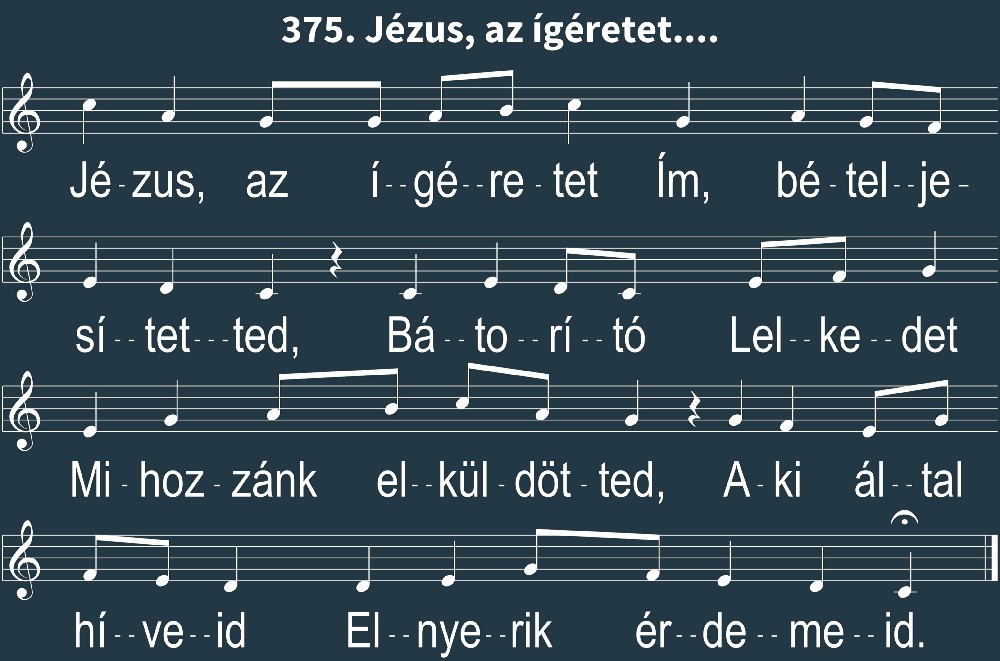 375. Jézus, az ígéretet....
Jé - zus, az í - - gé - - re - tet Ím, bé - tel - - je -
sí - - tet - - - ted, Bá - - to - - rí - - tó Lel - - ke - - det
Mi - hoz - zánk el - - kül - döt - ted, A - ki ál - - tal
hí - - ve - - id El - - nye - - rik ér - - de - - me - - id.